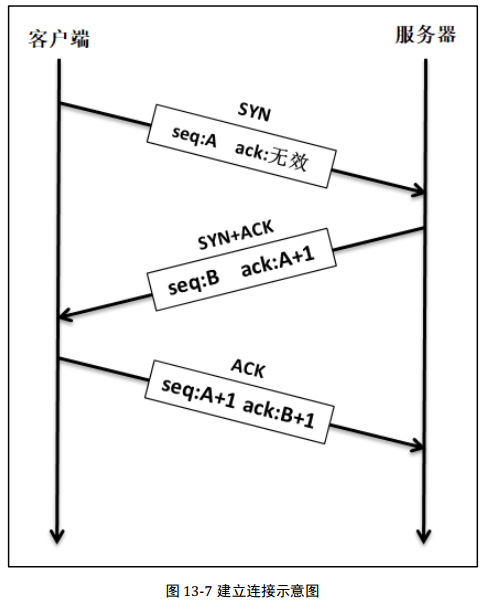 客户端
服务器
SYN
seq:A ack:无效
SYN+ACK
seq:B ack:A+1
ACK
seq:A+1 ack:B+1
图 13-7 建立连接示意图